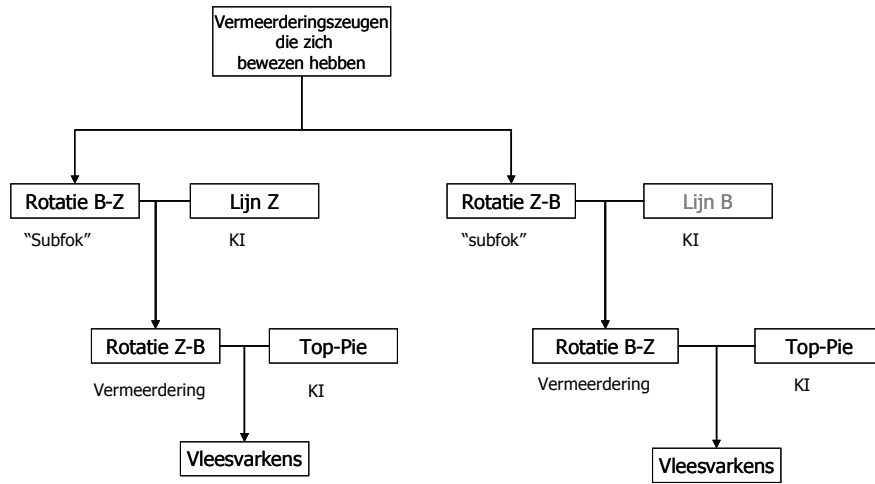 Vermeerderingszeugen
die zich
bewezen hebben
Rotatie B-Z
Lijn Z
Rotatie Z-B
Lijn B
“Subfok”
KI
“subfok”
KI
Rotatie Z-B
Top-Pie
Rotatie B-Z
Top-Pie
Vermeerdering
KI
Vermeerdering
KI
Vleesvarkens
Vleesvarkens